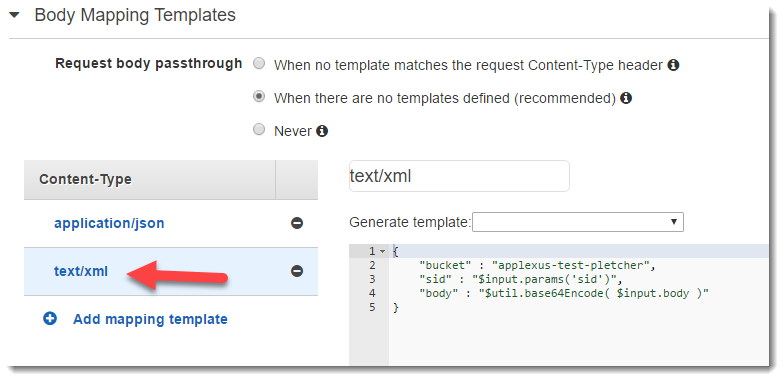 Body Mapping Templates
Request body passthrough
When no template matches the request Content-Type header
When there are no templates defined (recommended)
Never
Content-Type
text/xml
application/json
Generate template:
text/xml
Add mapping template
1 {
2 "bucket" : "applexus-test-pletcher",
3 "sid" : "$input.params('sid')",
4 "body" : "$util.base64Encode( $input.body )"
5 }